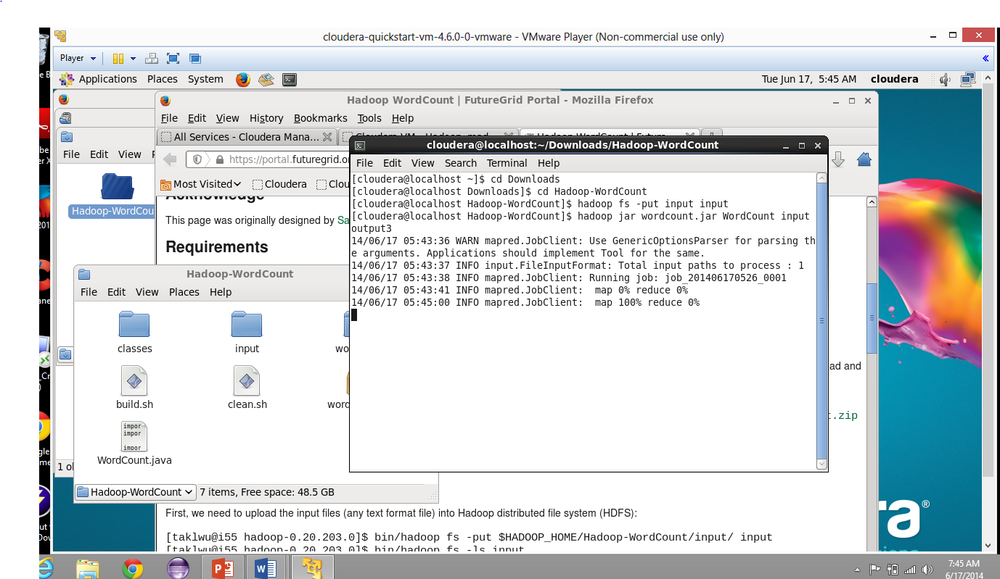 cloudera-quickstart-vm-4.6.0-0-vmware - VMware Player (Non-commercial use only)
Player
Applications Places System
Tue Jun 17, 5:45 AM cloudera
Hadoop WordCount | FutureGrid Portal - Mozilla Firefox
File Edit View History Bookmarks Tools Help
All Services - Cloudera Mana...
File Edit View
https://portal.futuregrid.or
Most Visited
Cloudera
Clou
Hadoop-WordCou
Acknowledge
This page was originally designed by Sa
Requirements
cloudera@localhost:~/Downloads/Hadoop-WordCount
File Edit View Search Terminal Help
[cloudera@localhost ~]$ cd Downloads
[cloudera@localhost Downloads]$ cd Hadoop-WordCount
[cloudera@localhost Hadoop-WordCount]$ hadoop fs -put input input
[cloudera@localhost Hadoop-WordCount]$ hadoop jar wordcount.jar WordCount input
output3
14/06/17 05:43:36 WARN mapred.JobClient: Use GenericOptionsParser for parsing th
e arguments. Applications should implement Tool for the same.
14/06/17 05:43:37 INFO input.FileInputFormat: Total input paths to process : 1
14/06/17 05:43:38 INFO mapred.JobClient: Running job: job_201406170526_0001
14/06/17 05:43:41 INFO mapred.JobClient:  map 0% reduce 0%
14/06/17 05:45:00 INFO mapred.JobClient:  map 100% reduce 0%
Hadoop-WordCount
File Edit View Places Help
classes
input
wo
build.sh
clean.sh
word
impor
impor
impor
WordCount.java
ad and
t.zip
1 o
Hadoop-WordCount
7 items, Free space: 48.5 GB
First, we need to upload the input files (any text format file) into Hadoop distributed file system (HDFS):
[taklwu@i55 hadoop-0.20.203.0]$ bin/hadoop fs -put $HADOOP_HOME/Hadoop-WordCount/input/ input
[taklwu@i55 hadoop-0.20.203.0]$ bin/hadoop fs -ls input
ra®
7:45 AM
6/17/2014